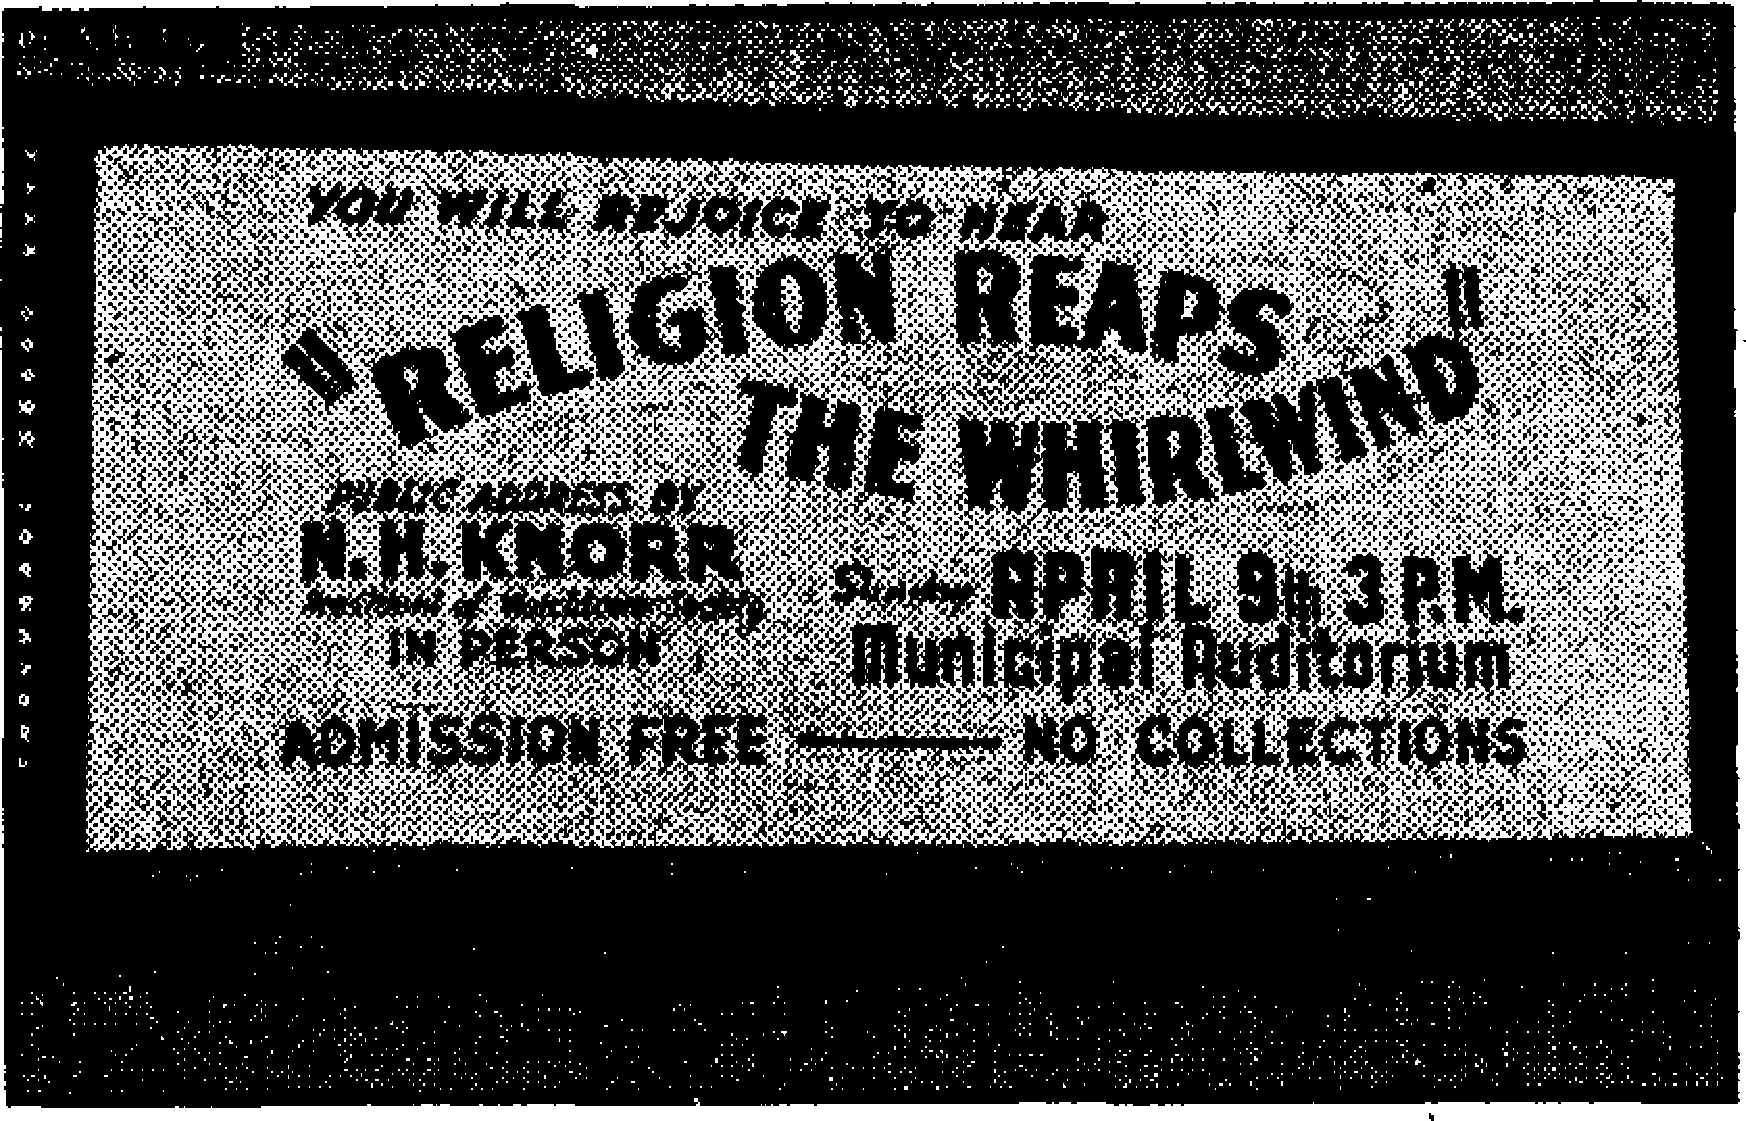 YOU WILL REJOICE TO HEAR
"RELIGION REAPS
THE WHIRLWIND"
PUBLIC ADDRESS BY
N. H. KNORR
President of Watchtower Society
IN PERSON
Sunday APRIL 9th 3 P.M.
Municipal Auditorium
ADMISSION FREE — NO COLLECTIONS